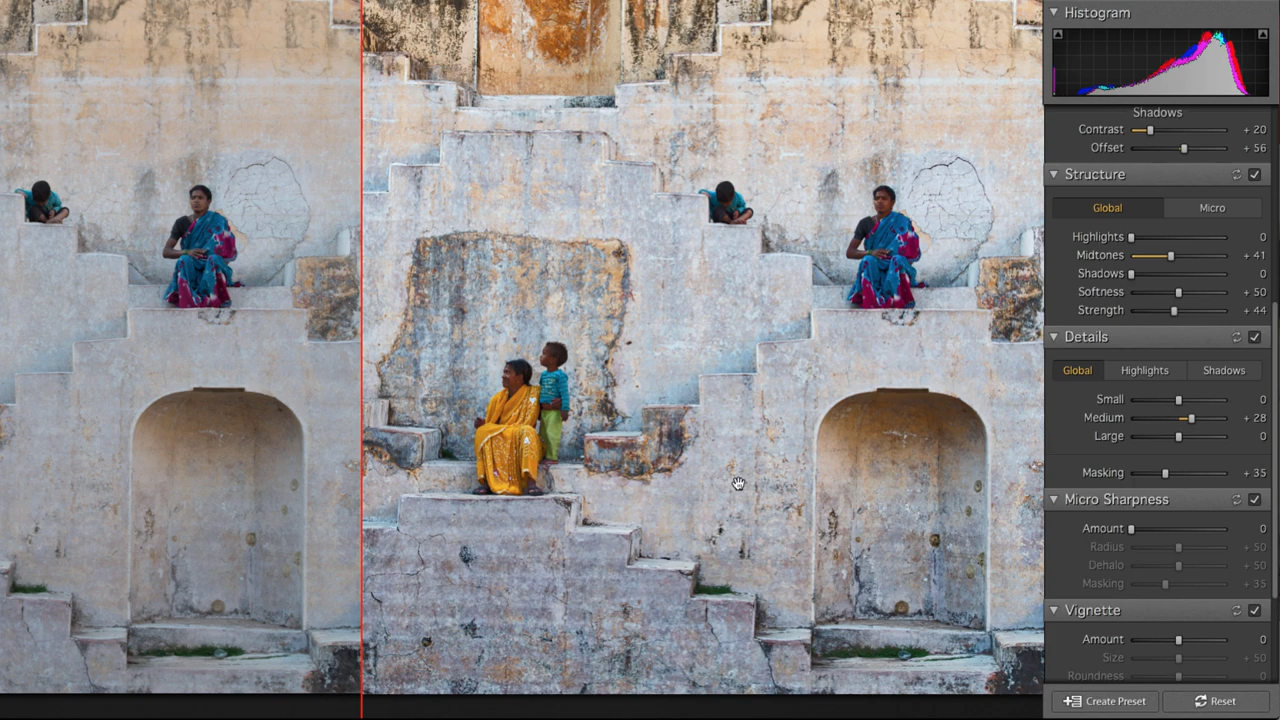 Histogram
Shadows
Contrast + 20
Offset + 56
Structure
Global Micro
Highlights 0
Midtones + 41
Shadows 0
Softness + 50
Strength + 44
Details
Global Highlights Shadows
Small 0
Medium + 28
Large 0
Masking + 35
Micro Sharpness
Amount 0
Radius + 50
Dehalo + 50
Masking + 35
Vignette
Amount 0
Size + 50
Roundness 0
Create Preset Reset